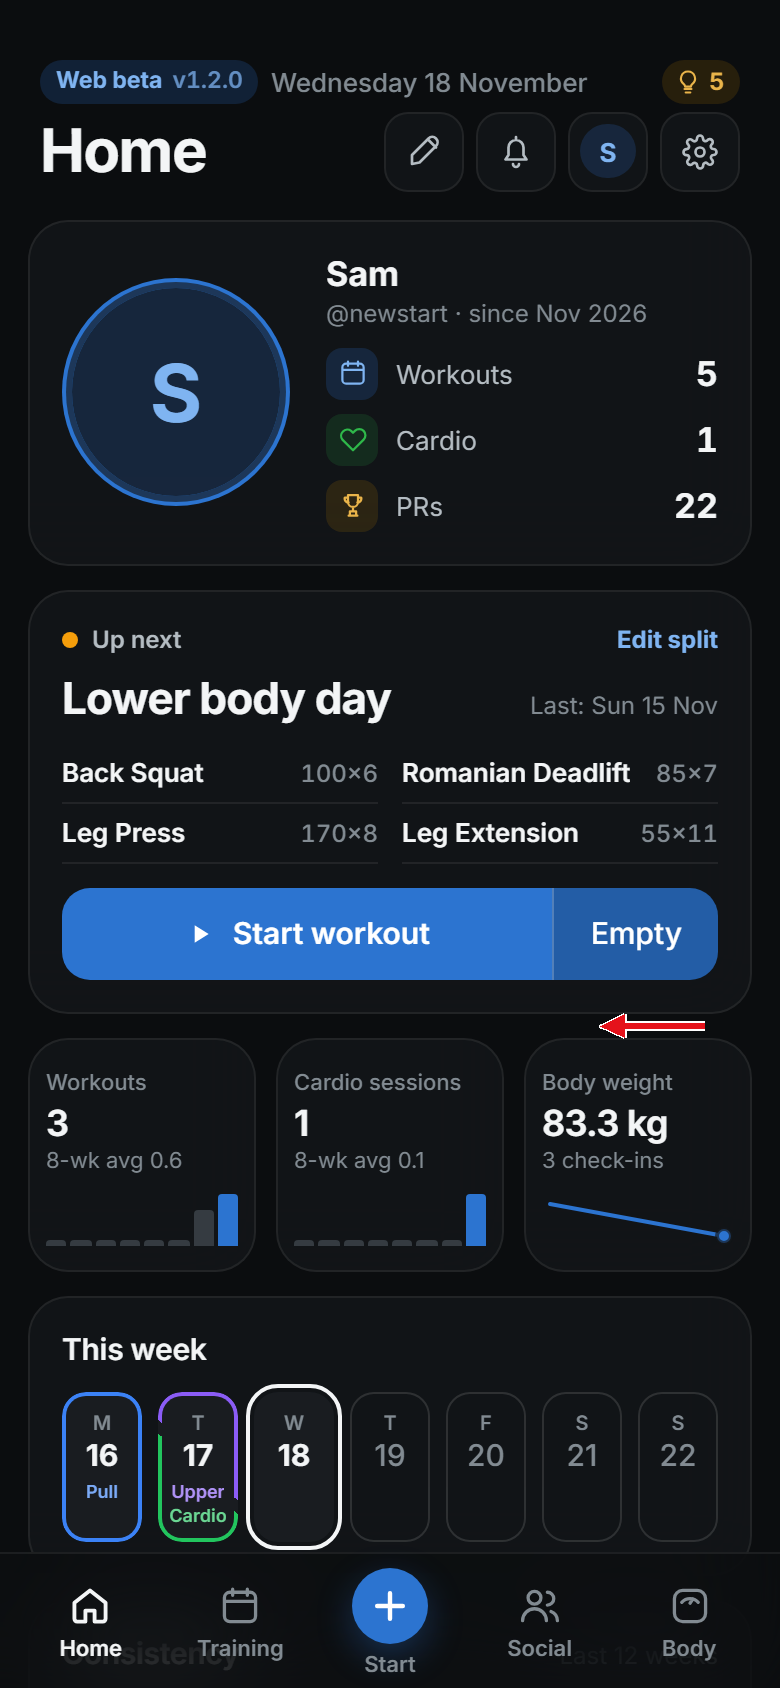 Web beta v1.2.0 Wednesday 18 November 5
Home S
S
Sam
@newstart · since Nov 2026
Workouts 5
Cardio 1
PRs 22
Up next Edit split
Lower body day Last: Sun 15 Nov
Back Squat 100×6 Romanian Deadlift 85×7
Leg Press 170×8 Leg Extension 55×11
Start workout Empty
Workouts Cardio sessions Body weight
3 1 83.3 kg
8-wk avg 0.6 8-wk avg 0.1 3 check-ins
This week
M T W T F S S
16 17 18 19 20 21 22
Pull Upper
Cardio
Consistency Last 12 weeks
Home Training Start Social Body